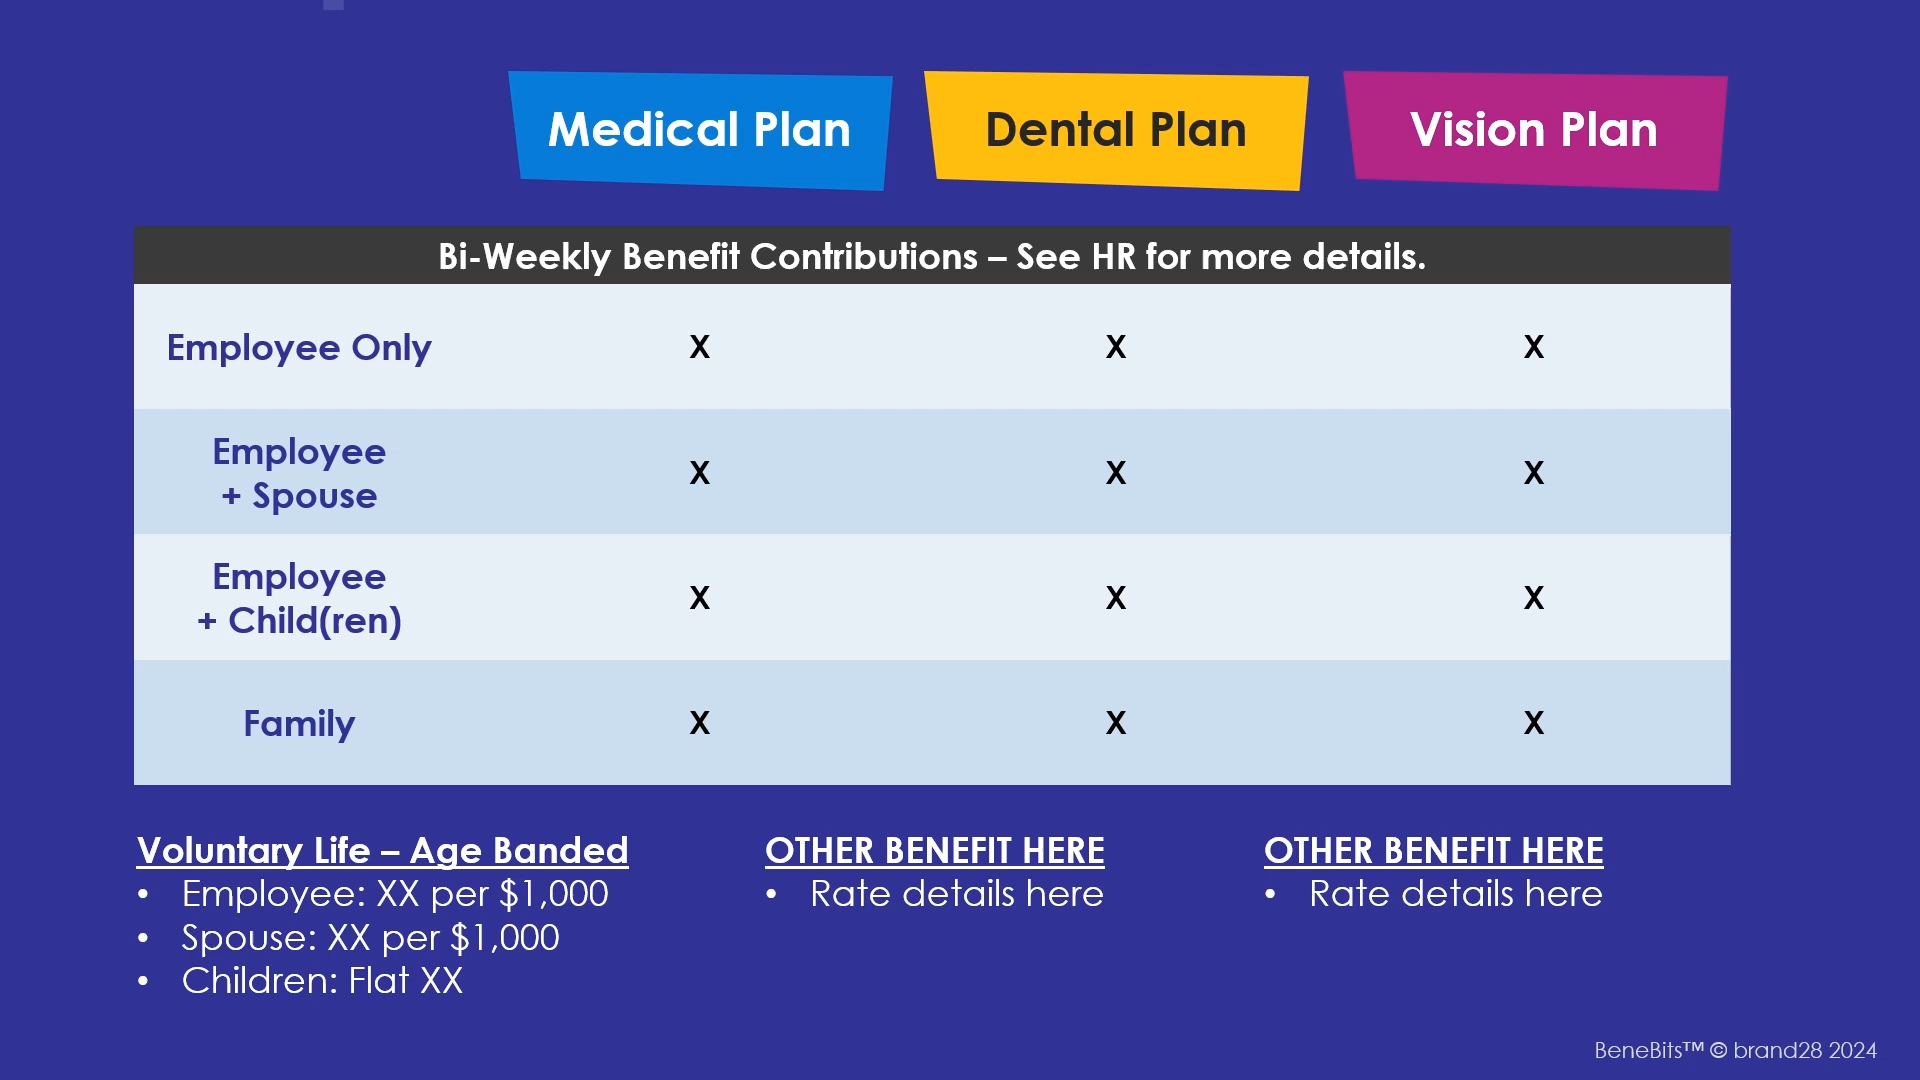 Medical Plan
Dental Plan
Vision Plan
Bi-Weekly Benefit Contributions – See HR for more details.
Employee Only X X X
Employee
+ Spouse X X X
Employee
+ Child(ren) X X X
Family X X X
Voluntary Life – Age Banded
• Employee: XX per $1,000
• Spouse: XX per $1,000
• Children: Flat XX
OTHER BENEFIT HERE
• Rate details here
OTHER BENEFIT HERE
• Rate details here
BeneBits™ © brand28 2024